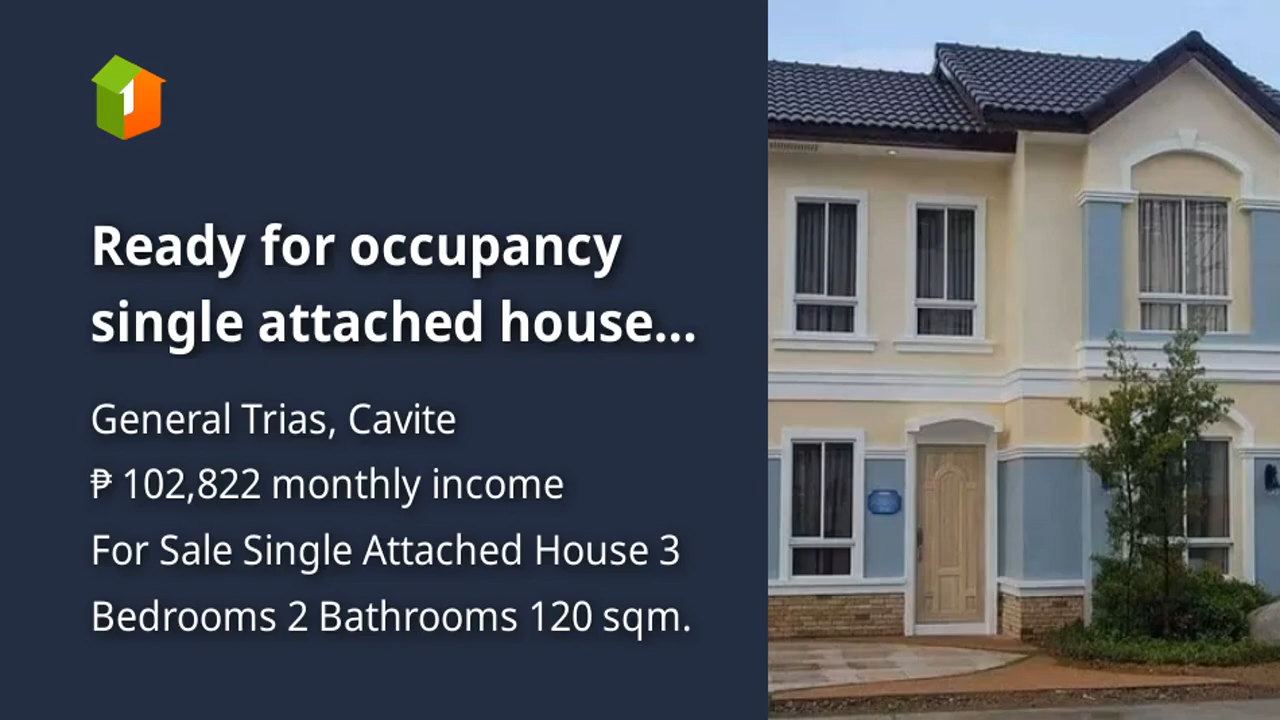 Ready for occupancy
single attached house...
General Trias, Cavite
₱ 102,822 monthly income
For Sale Single Attached House 3
Bedrooms 2 Bathrooms 120 sqm.